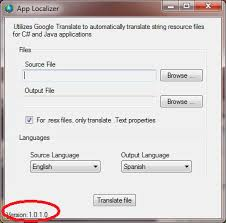 App Localizer
Utilizes Google Translate to automatically translate string resource files
for C# and Java applications
Files
Source File
Browse ...
Output File
Browse ...
For .resx files, only translate .Text properties
Languages
Source Language
Output Language
English
Spanish
Translate file
Version: 1.0.1.0